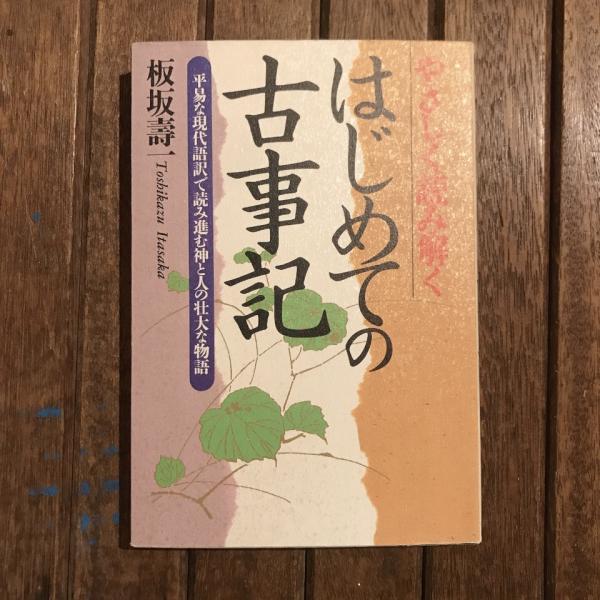 やさしく読み解く
はじめての
古事記
平易な現代語訳で読み進む神と人の壮大な物語
板坂壽一
Toshikazu Itasaka